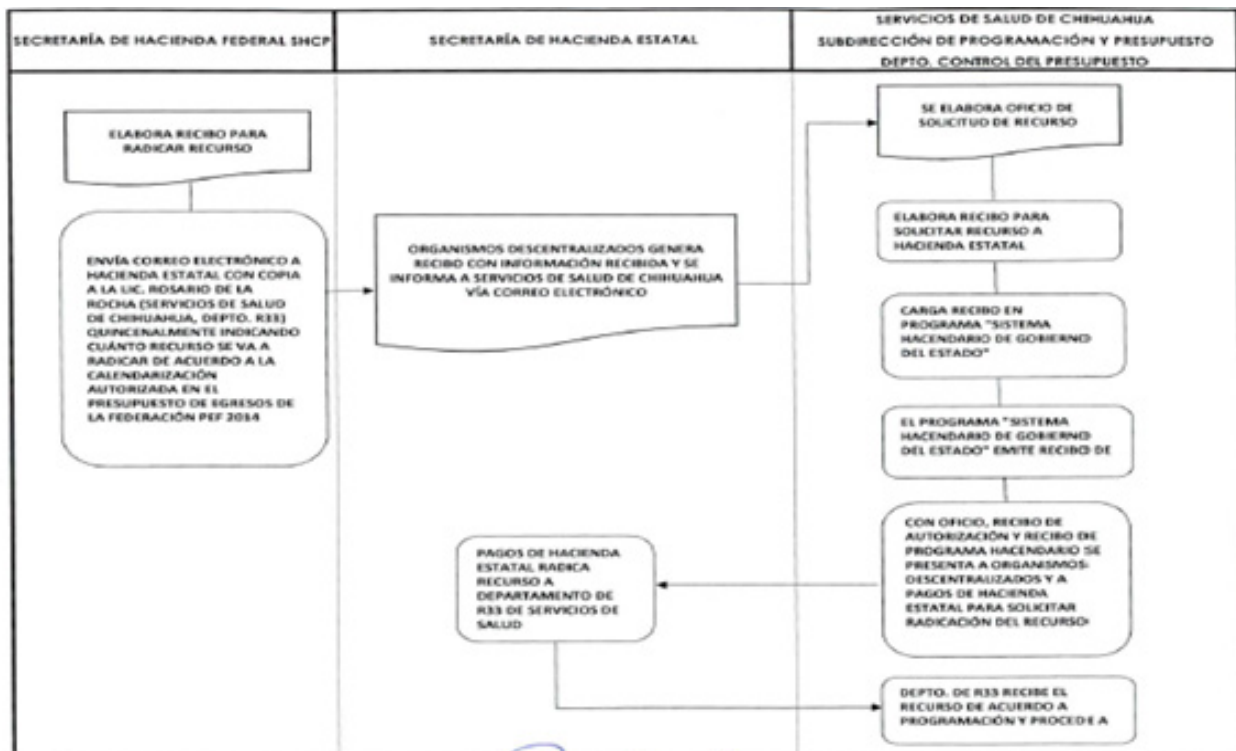 SECRETARÍA DE HACIENDA FEDERAL SHCP
SECRETARÍA DE HACIENDA ESTATAL
SERVICIOS DE SALUD DE CHIHUAHUA
SUBDIRECCIÓN DE PROGRAMACIÓN Y PRESUPUESTO
DEPTO. CONTROL DEL PRESUPUESTO
ELABORA RECIBO PARA
RADICAR RECURSO
ENVÍA CORREO ELECTRÓNICO A
HACIENDA ESTATAL CON COPIA
A LA LIC. ROSARIO DE LA
ROCHA (SERVICIOS DE SALUD
DE CHIHUAHUA, DEPTO. R33)
QUINCENALMENTE INDICANDO
CUÁNTO RECURSO SE VA A
RADICAR DE ACUERDO A LA
CALENDARIZACIÓN
AUTORIZADA EN EL
PRESUPUESTO DE EGRESOS DE
LA FEDERACIÓN PEF 2014
ORGANISMOS DESCENTRALIZADOS GENERA
RECIBO CON INFORMACIÓN RECIBIDA Y SE
INFORMA A SERVICIOS DE SALUD DE CHIHUAHUA
VÍA CORREO ELECTRÓNICO
SE ELABORA OFICIO DE
SOLICITUD DE RECURSO
ELABORA RECIBO PARA
SOLICITAR RECURSO A
HACIENDA ESTATAL
CARGA RECIBO EN
PROGRAMA "SISTEMA
HACENDARIO DE GOBIERNO
DEL ESTADO"
EL PROGRAMA "SISTEMA
HACENDARIO DE GOBIERNO
DEL ESTADO" EMITE RECIBO DE
CON OFICIO, RECIBO DE
AUTORIZACIÓN Y RECIBO DE
PROGRAMA HACENDARIO SE
PRESENTA A ORGANISMOS
DESCENTRALIZADOS Y A
PAGOS DE HACIENDA
ESTATAL PARA SOLICITAR
RADICACIÓN DEL RECURSO
PAGOS DE HACIENDA
ESTATAL RADICA
RECURSO A
DEPARTAMENTO DE
R33 DE SERVICIOS DE
SALUD
DEPTO. DE R33 RECIBE EL
RECURSO DE ACUERDO A
PROGRAMACIÓN Y PROCEDE A